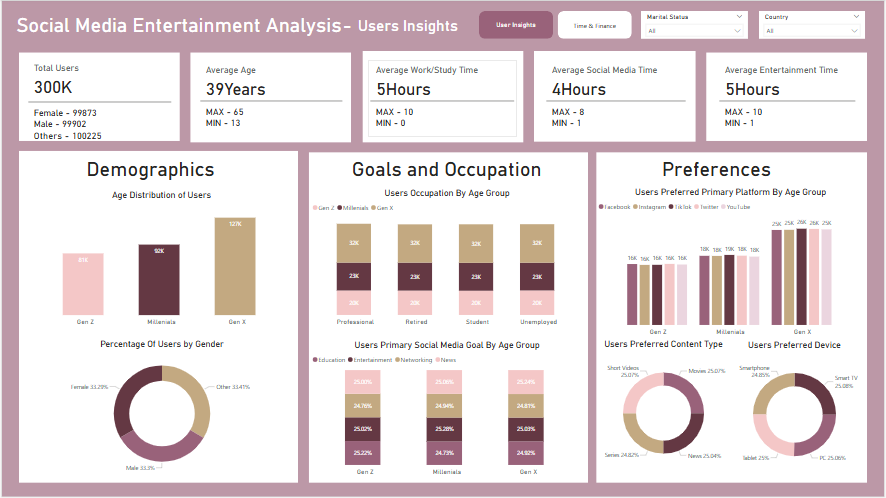 Social Media Entertainment Analysis- Users Insights
User Insights
Time & Finance
Marital Status
All
Country
All
Total Users
300K
Female - 99873
Male - 99902
Others - 100225
Average Age
39Years
MAX - 65
MIN - 13
Average Work/Study Time
5Hours
MAX - 10
MIN - 0
Average Social Media Time
4Hours
MAX - 8
MIN - 1
Average Entertainment Time
5Hours
MAX - 10
MIN - 1
Demographics
Age Distribution of Users
81K
92K
127K
Gen Z
Millenials
Gen X
Percentage Of Users by Gender
Female 33.29%
Other 33.41%
Male 33.3%
Goals and Occupation
Users Occupation By Age Group
Gen Z Millenials Gen X
32K 32K 32K 32K
23K 23K 23K 23K
20K 20K 20K 20K
Professional Retired Student Unemployed
Users Primary Social Media Goal By Age Group
Education Entertainment Networking News
25.00% 25.05% 25.24%
24.76% 24.94% 24.81%
25.02% 25.28% 25.03%
25.22% 24.73% 24.92%
Gen Z Millenials Gen X
Preferences
Users Preferred Primary Platform By Age Group
Facebook Instagram TikTok Twitter YouTube
16K 16K 16K 16K 16K
18K 18K 19K 18K 18K
25K 25K 26K 26K 25K
Gen Z Millenials Gen X
Users Preferred Content Type
Short Videos
25.07%
Movies 25.07%
Series 24.82%
News 25.04%
Users Preferred Device
Smartphone
24.85%
Smart TV
25.08%
Tablet 25%
PC 25.06%